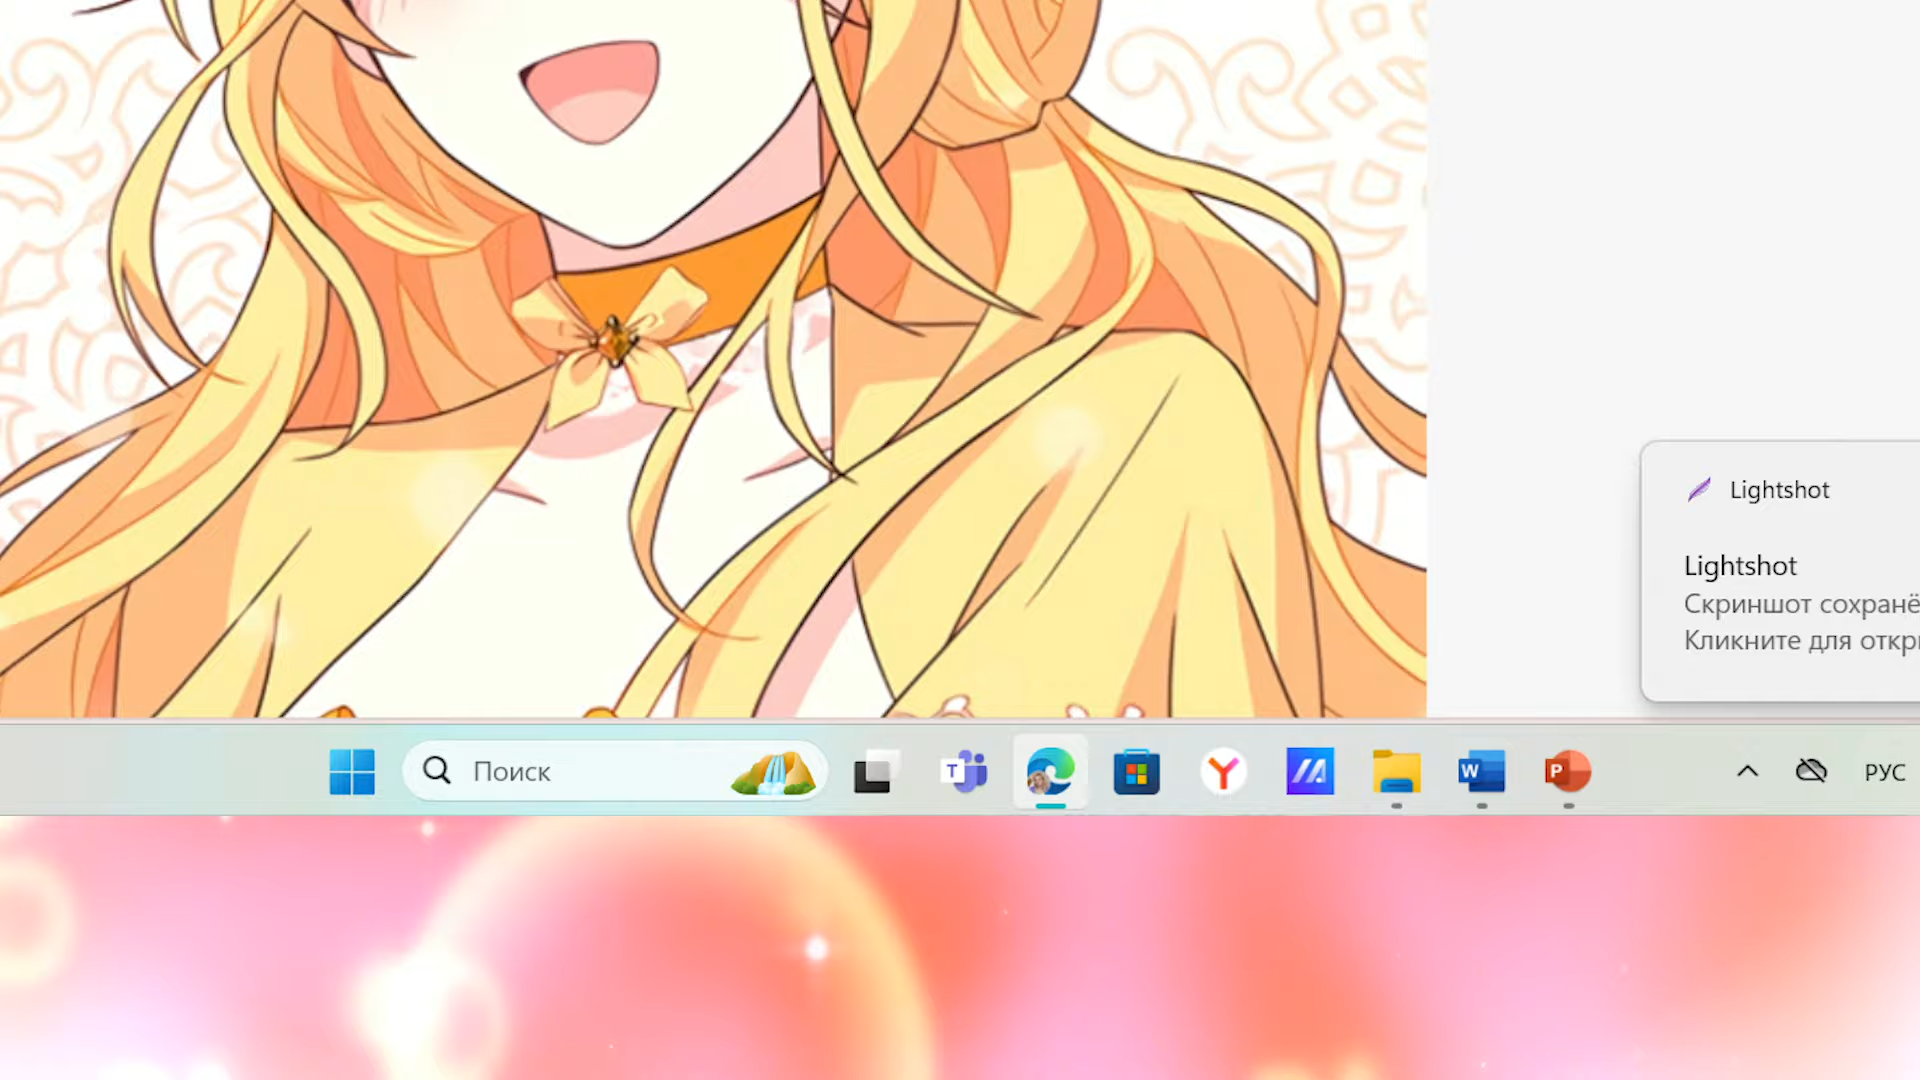 Lightshot
Lightshot
Скриншот сохранё
Кликните для откр
Поиск
РУС